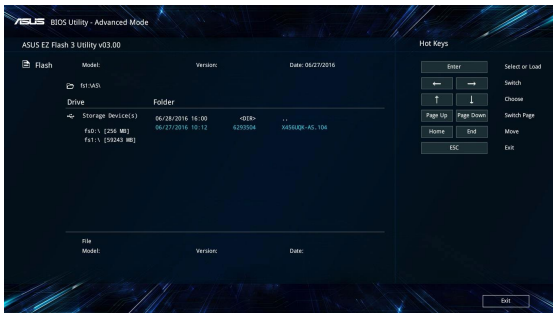 ASUS BIOS Utility - Advanced Mode
ASUS EZ Flash 3 Utility v03.00
Flash
Model: Version: Date: 06/27/2016
fs1:\AS\
Drive Folder
Storage Device(s)
fs0:\ [256 MB]
fs1:\ [59243 MB]
06/28/2016 16:00 <DIR> ..
06/27/2016 10:12 6293504 X456UQK-AS.104
File
Model: Version: Date:
Hot Keys
Enter Select or Load
← → Switch
↑ ↓ Choose
Page Up Page Down Switch Page
Home End Move
ESC Exit
Exit